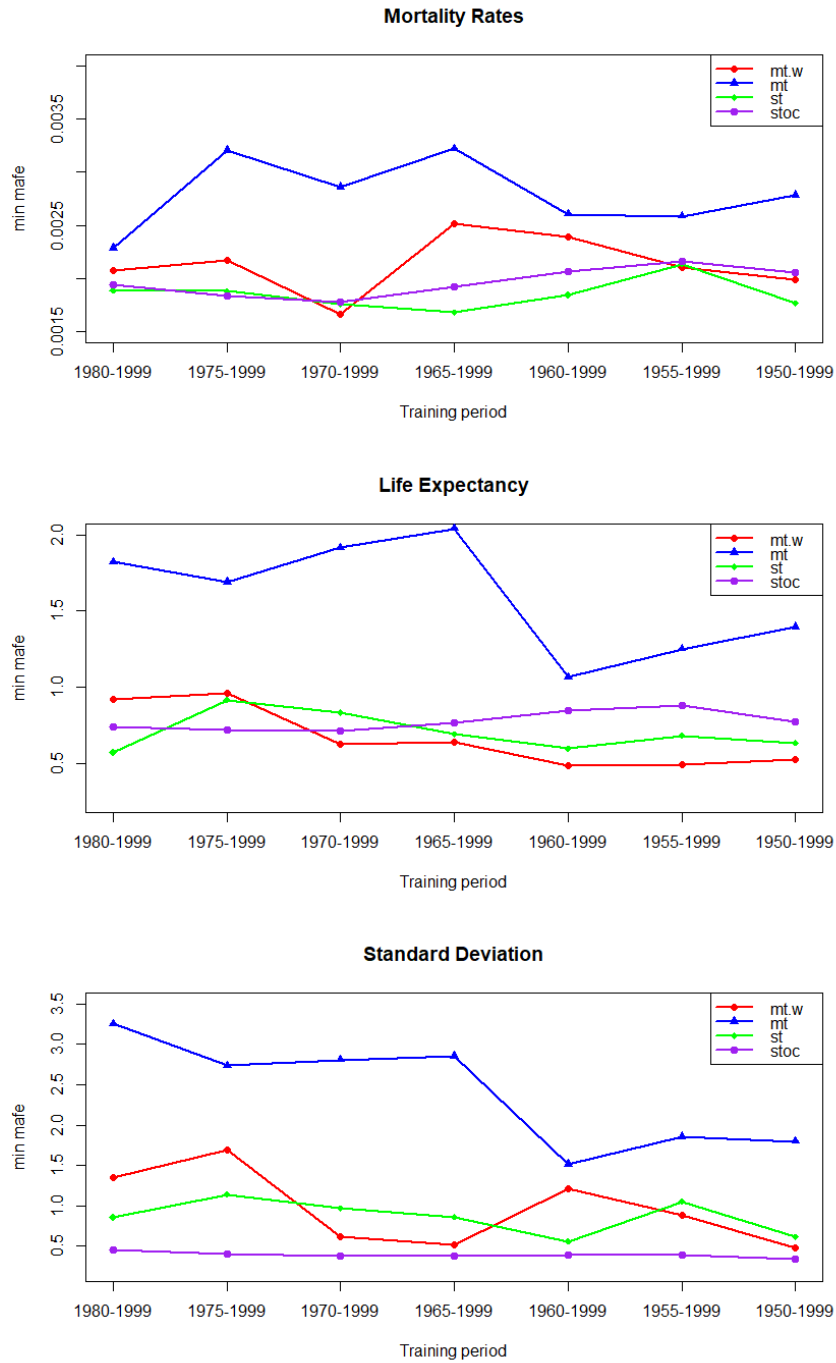 Mortality Rates
mt.w
mt
st
stoc
0.0035
0.0025
0.0015
min mafe
1980-1999 1975-1999 1970-1999 1965-1999 1960-1999 1955-1999 1950-1999
Training period
Life Expectancy
mt.w
mt
st
stoc
2.0
1.5
1.0
0.5
min mafe
1980-1999 1975-1999 1970-1999 1965-1999 1960-1999 1955-1999 1950-1999
Training period
Standard Deviation
mt.w
mt
st
stoc
3.5
3.0
2.5
2.0
1.5
1.0
0.5
min mafe
1980-1999 1975-1999 1970-1999 1965-1999 1960-1999 1955-1999 1950-1999
Training period